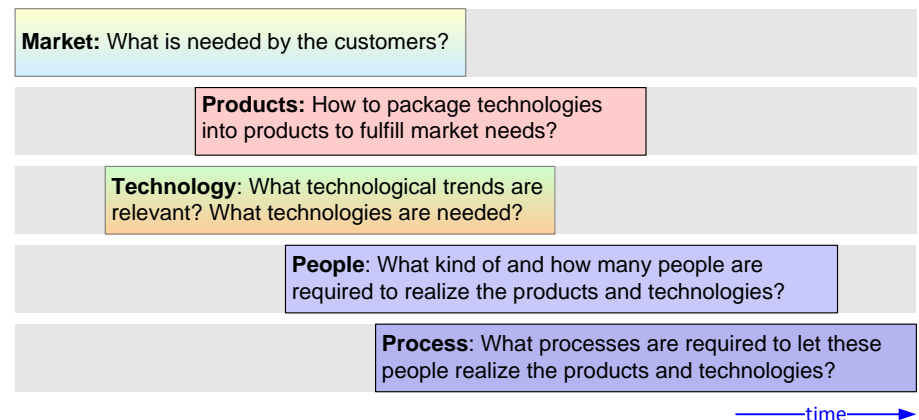 Market: What is needed by the customers?
Products: How to package technologies
into products to fulfill market needs?
Technology: What technological trends are
relevant? What technologies are needed?
People: What kind of and how many people are
required to realize the products and technologies?
Process: What processes are required to let these
people realize the products and technologies?
time